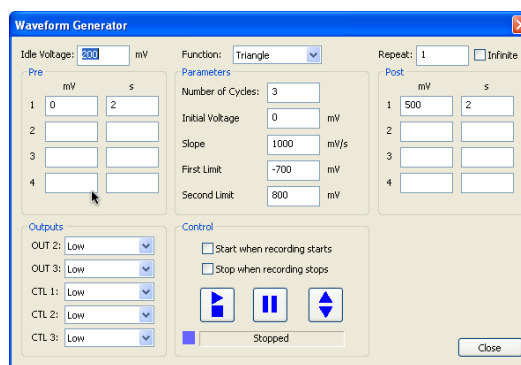 Waveform Generator
Idle Voltage: 200 mV Function: Triangle Repeat: 1 Infinite
Pre
mV s
1 0 2
2
3
4
Parameters
Number of Cycles: 3
Initial Voltage 0 mV
Slope 1000 mV/s
First Limit -700 mV
Second Limit 800 mV
Post
mV s
1 500 2
2
3
4
Outputs
OUT 2: Low
OUT 3: Low
CTL 1: Low
CTL 2: Low
CTL 3: Low
Control
Start when recording starts
Stop when recording stops
Stopped
Close